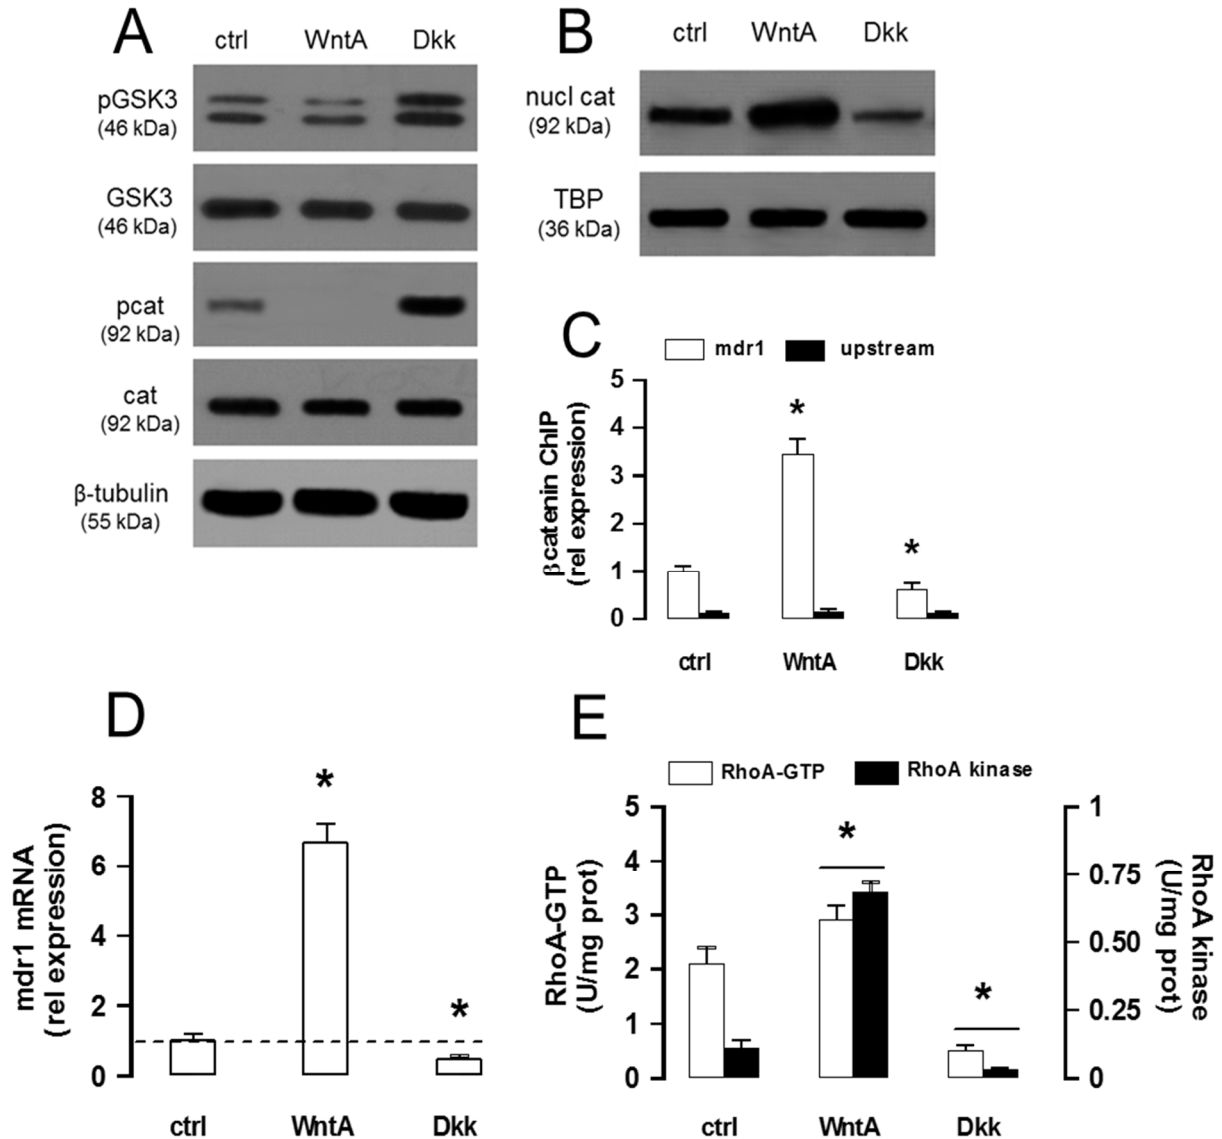 A
ctrl WntA Dkk
pGSK3
(46 kDa)
GSK3
(46 kDa)
pcat
(92 kDa)
cat
(92 kDa)
β-tubulin
(55 kDa)
B
ctrl WntA Dkk
nucl cat
(92 kDa)
TBP
(36 kDa)
C
mdr1 upstream
βcatenin ChIP
(rel expression)
5
4
3
2
1
0
*
*
ctrl WntA Dkk
D
mdr1 mRNA
(rel expression)
8
6
4
2
0
*
*
ctrl WntA Dkk
E
RhoA-GTP RhoA kinase
RhoA-GTP
(U/mg prot)
5
4
3
2
1
0
*
*
1
0.75
0.50
0.25
0
RhoA kinase
(U/mg prot)
ctrl WntA Dkk